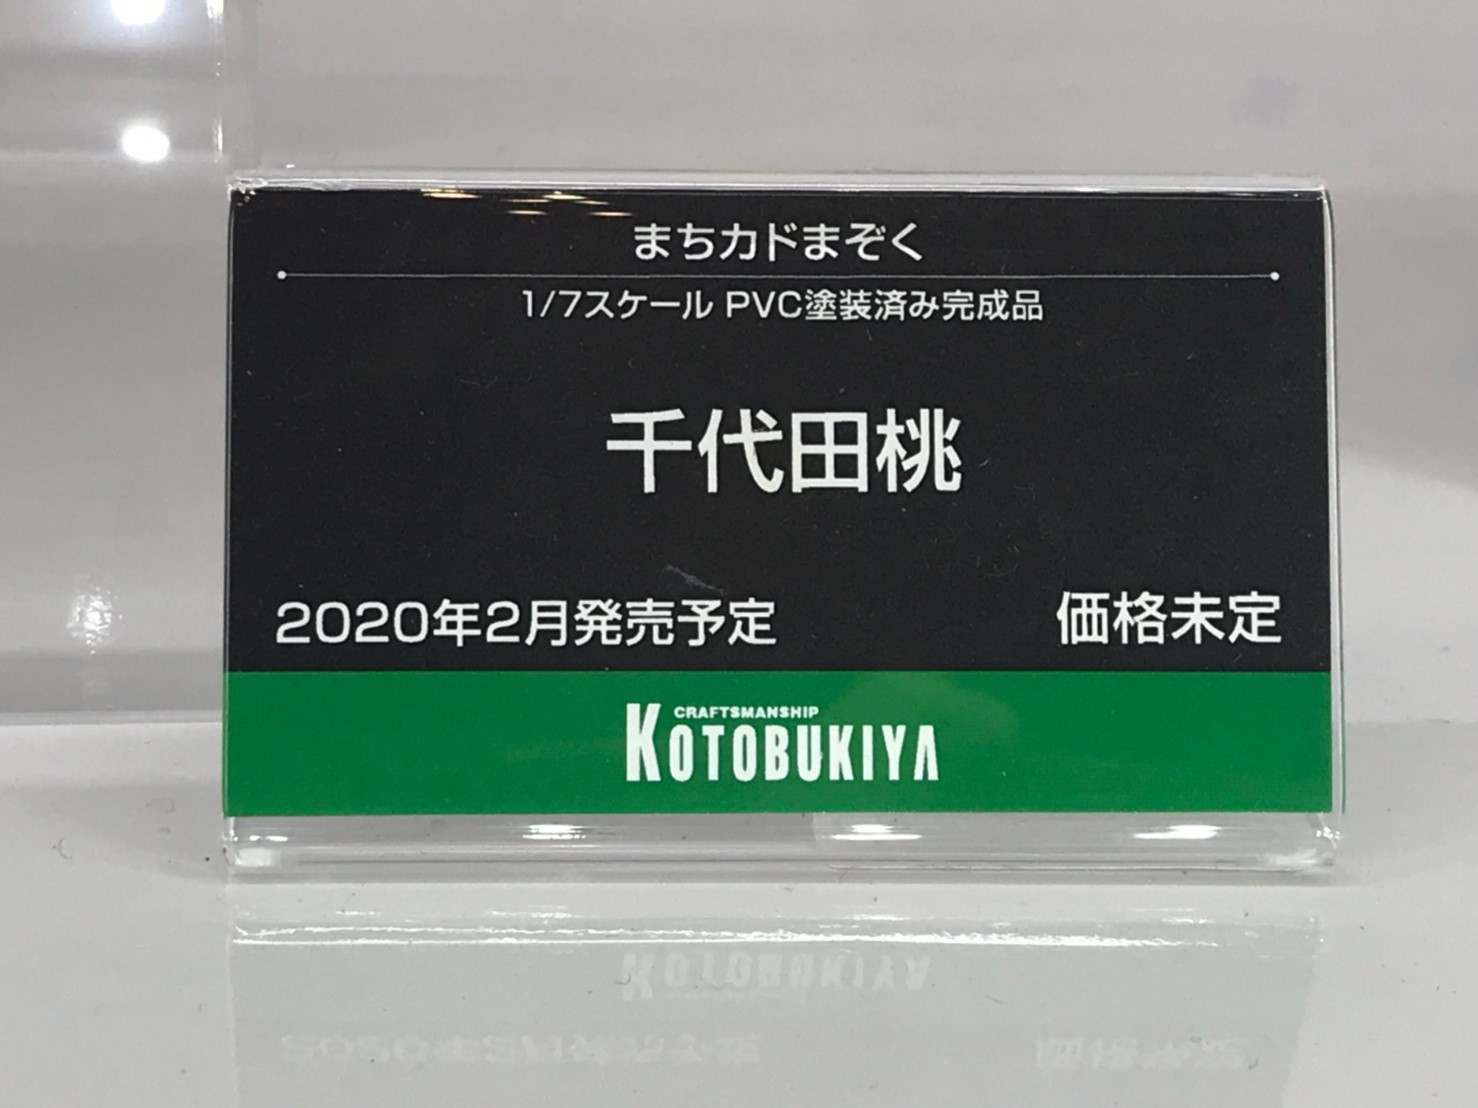 まちカドまぞく
1/7スケール PVC塗装済み完成品
千代田桃
2020年2月発売予定
価格未定
CRAFTSMANSHIP
KOTOBUKIYA